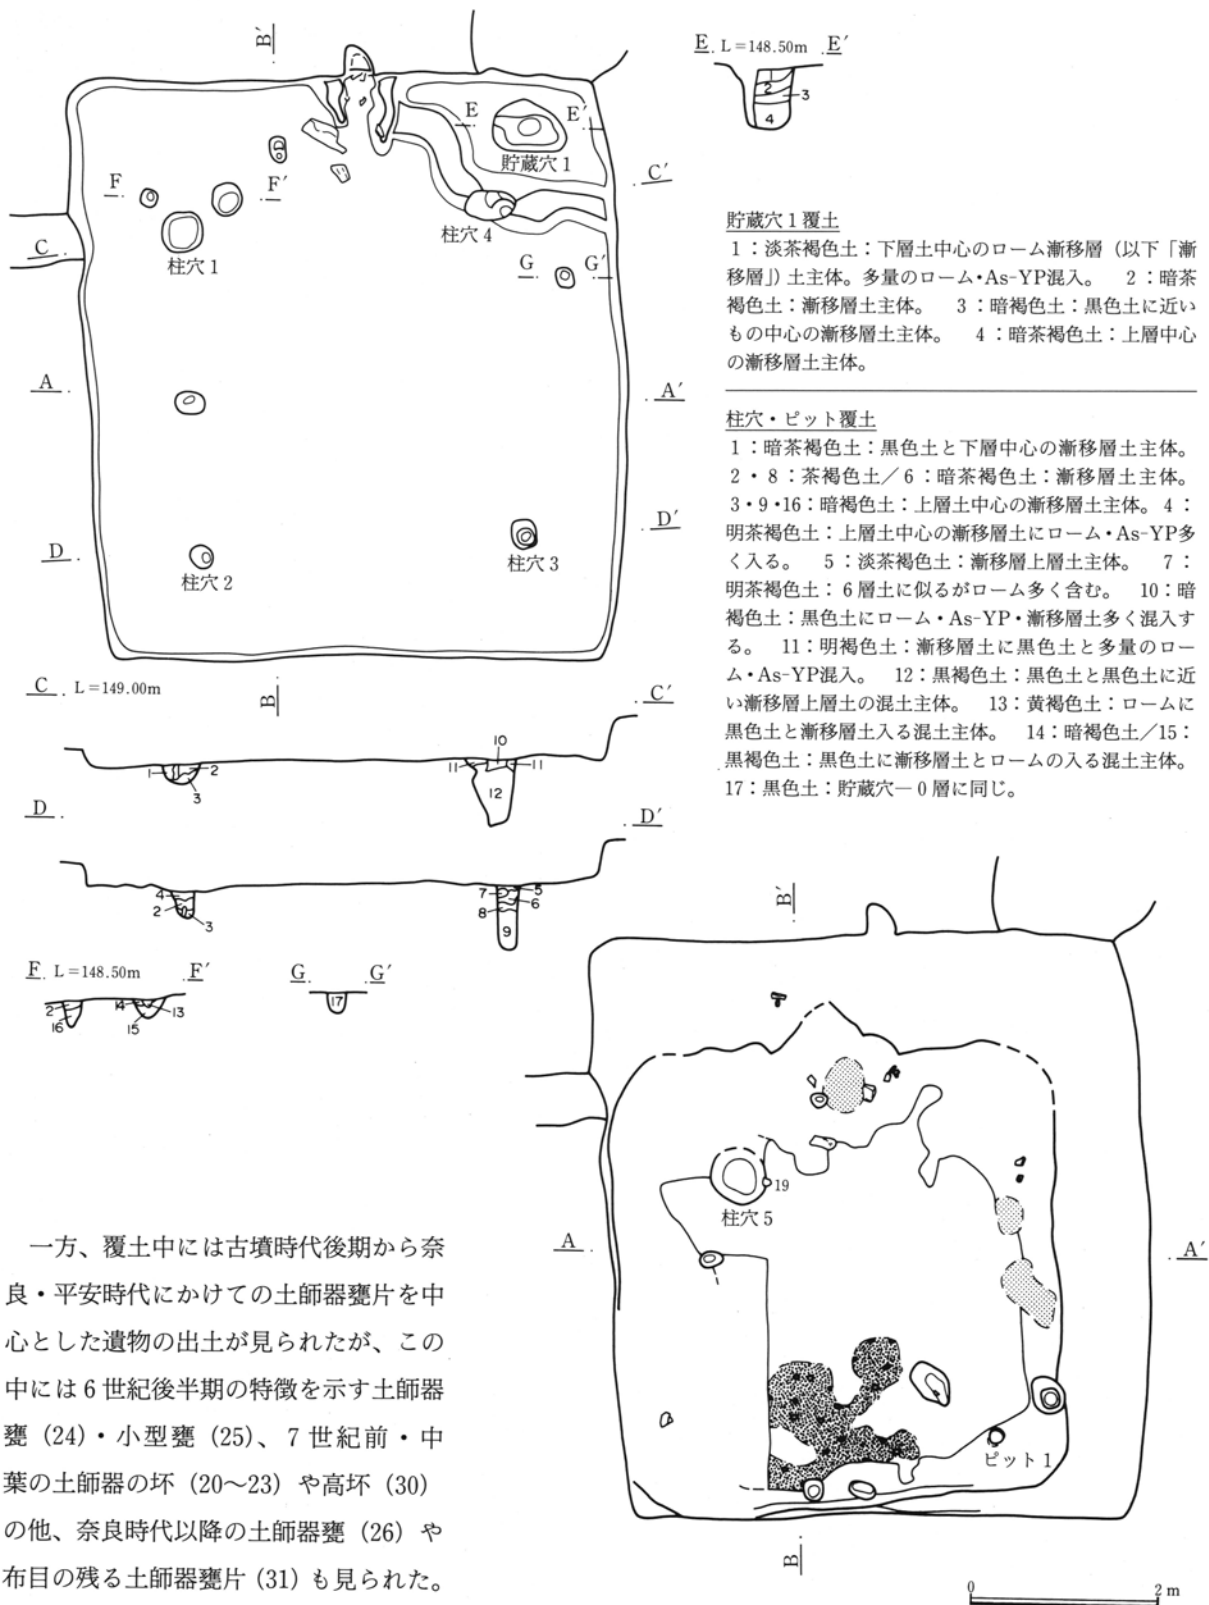 B′
E . L＝148.50m . E′
1
2
3
4
E
E′
貯蔵穴 1
F
F′
C′
柱穴 4
C
柱穴 1
G
G′
A
A′
D
D′
柱穴 2
柱穴 3
B
貯蔵穴 1 覆土
1：淡茶褐色土：下層土中心のローム漸移層（以下「漸
移層」）土主体。多量のローム・As-YP混入。　2：暗茶
褐色土：漸移層土主体。　3：暗褐色土：黒色土に近い
もの中心の漸移層土主体。　4：暗茶褐色土：上層中心
の漸移層土主体。
柱穴・ピット覆土
1：暗茶褐色土：黒色土と下層中心の漸移層土主体。
2・8：茶褐色土／6：暗茶褐色土：漸移層土主体。
3・9・16：暗褐色土：上層土中心の漸移層土主体。4：
明茶褐色土：上層土中心の漸移層土にローム・As-YP多
く入る。　5：淡茶褐色土：漸移層上層土主体。　7：
明茶褐色土：6層土に似るがローム多く含む。　10：暗
褐色土：黒色土にローム・As-YP・漸移層土多く混入す
る。　11：明褐色土：漸移層土に黒色土と多量のロー
ム・As-YP混入。　12：黒褐色土：黒色土と黒色土に近
い漸移層上層土の混土主体。　13：黄褐色土：ロームに
黒色土と漸移層土入る混土主体。　14：暗褐色土／15：
黒褐色土：黒色土に漸移層土とロームの入る混土主体。
17：黒色土：貯蔵穴―0層に同じ。
C . L＝149.00m
C′
10
1
2
3
11
11
12
D
D′
4
2
3
7
5
6
8
9
F . L＝148.50m . F′
2
16
14
13
15
G . . G′
17
B′
19
柱穴 5
A
A′
ピット 1
B
0 2 m
一方、覆土中には古墳時代後期から奈
良・平安時代にかけての土師器甕片を中
心とした遺物の出土が見られたが、この
中には6世紀後半期の特徴を示す土師器
甕（24）・小型甕（25）、7世紀前・中
葉の土師器の坏（20～23）や高坏（30）
の他、奈良時代以降の土師器甕（26）や
布目の残る土師器甕片（31）も見られた。